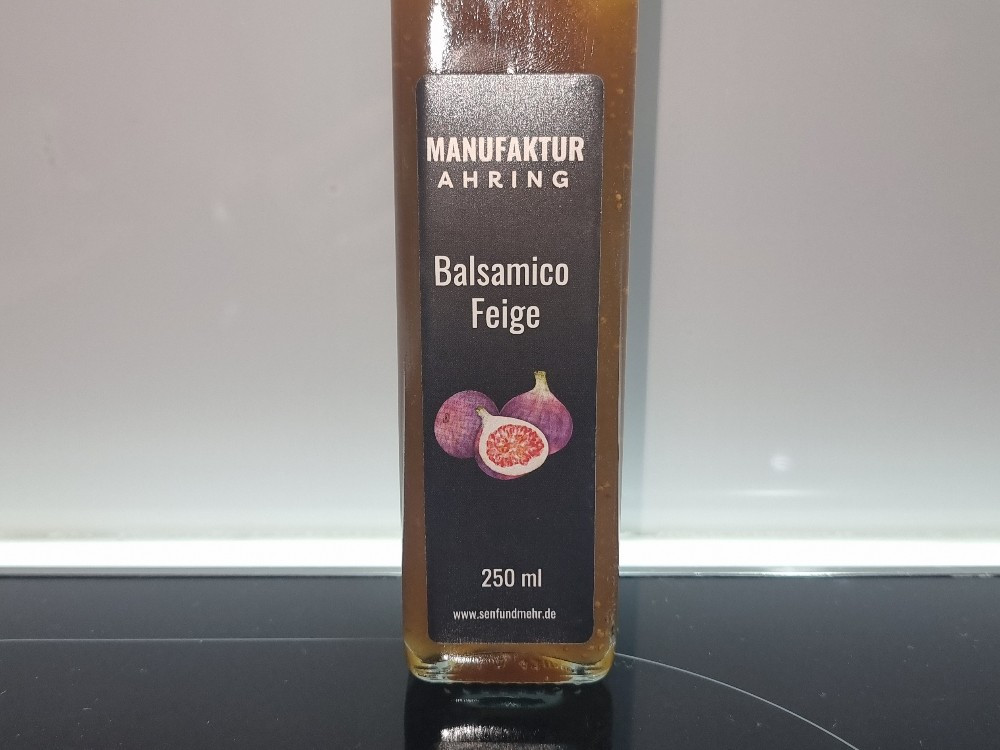 MANUFAKTUR
AHRING
Balsamico
Feige
250 ml
www.senfundmehr.de